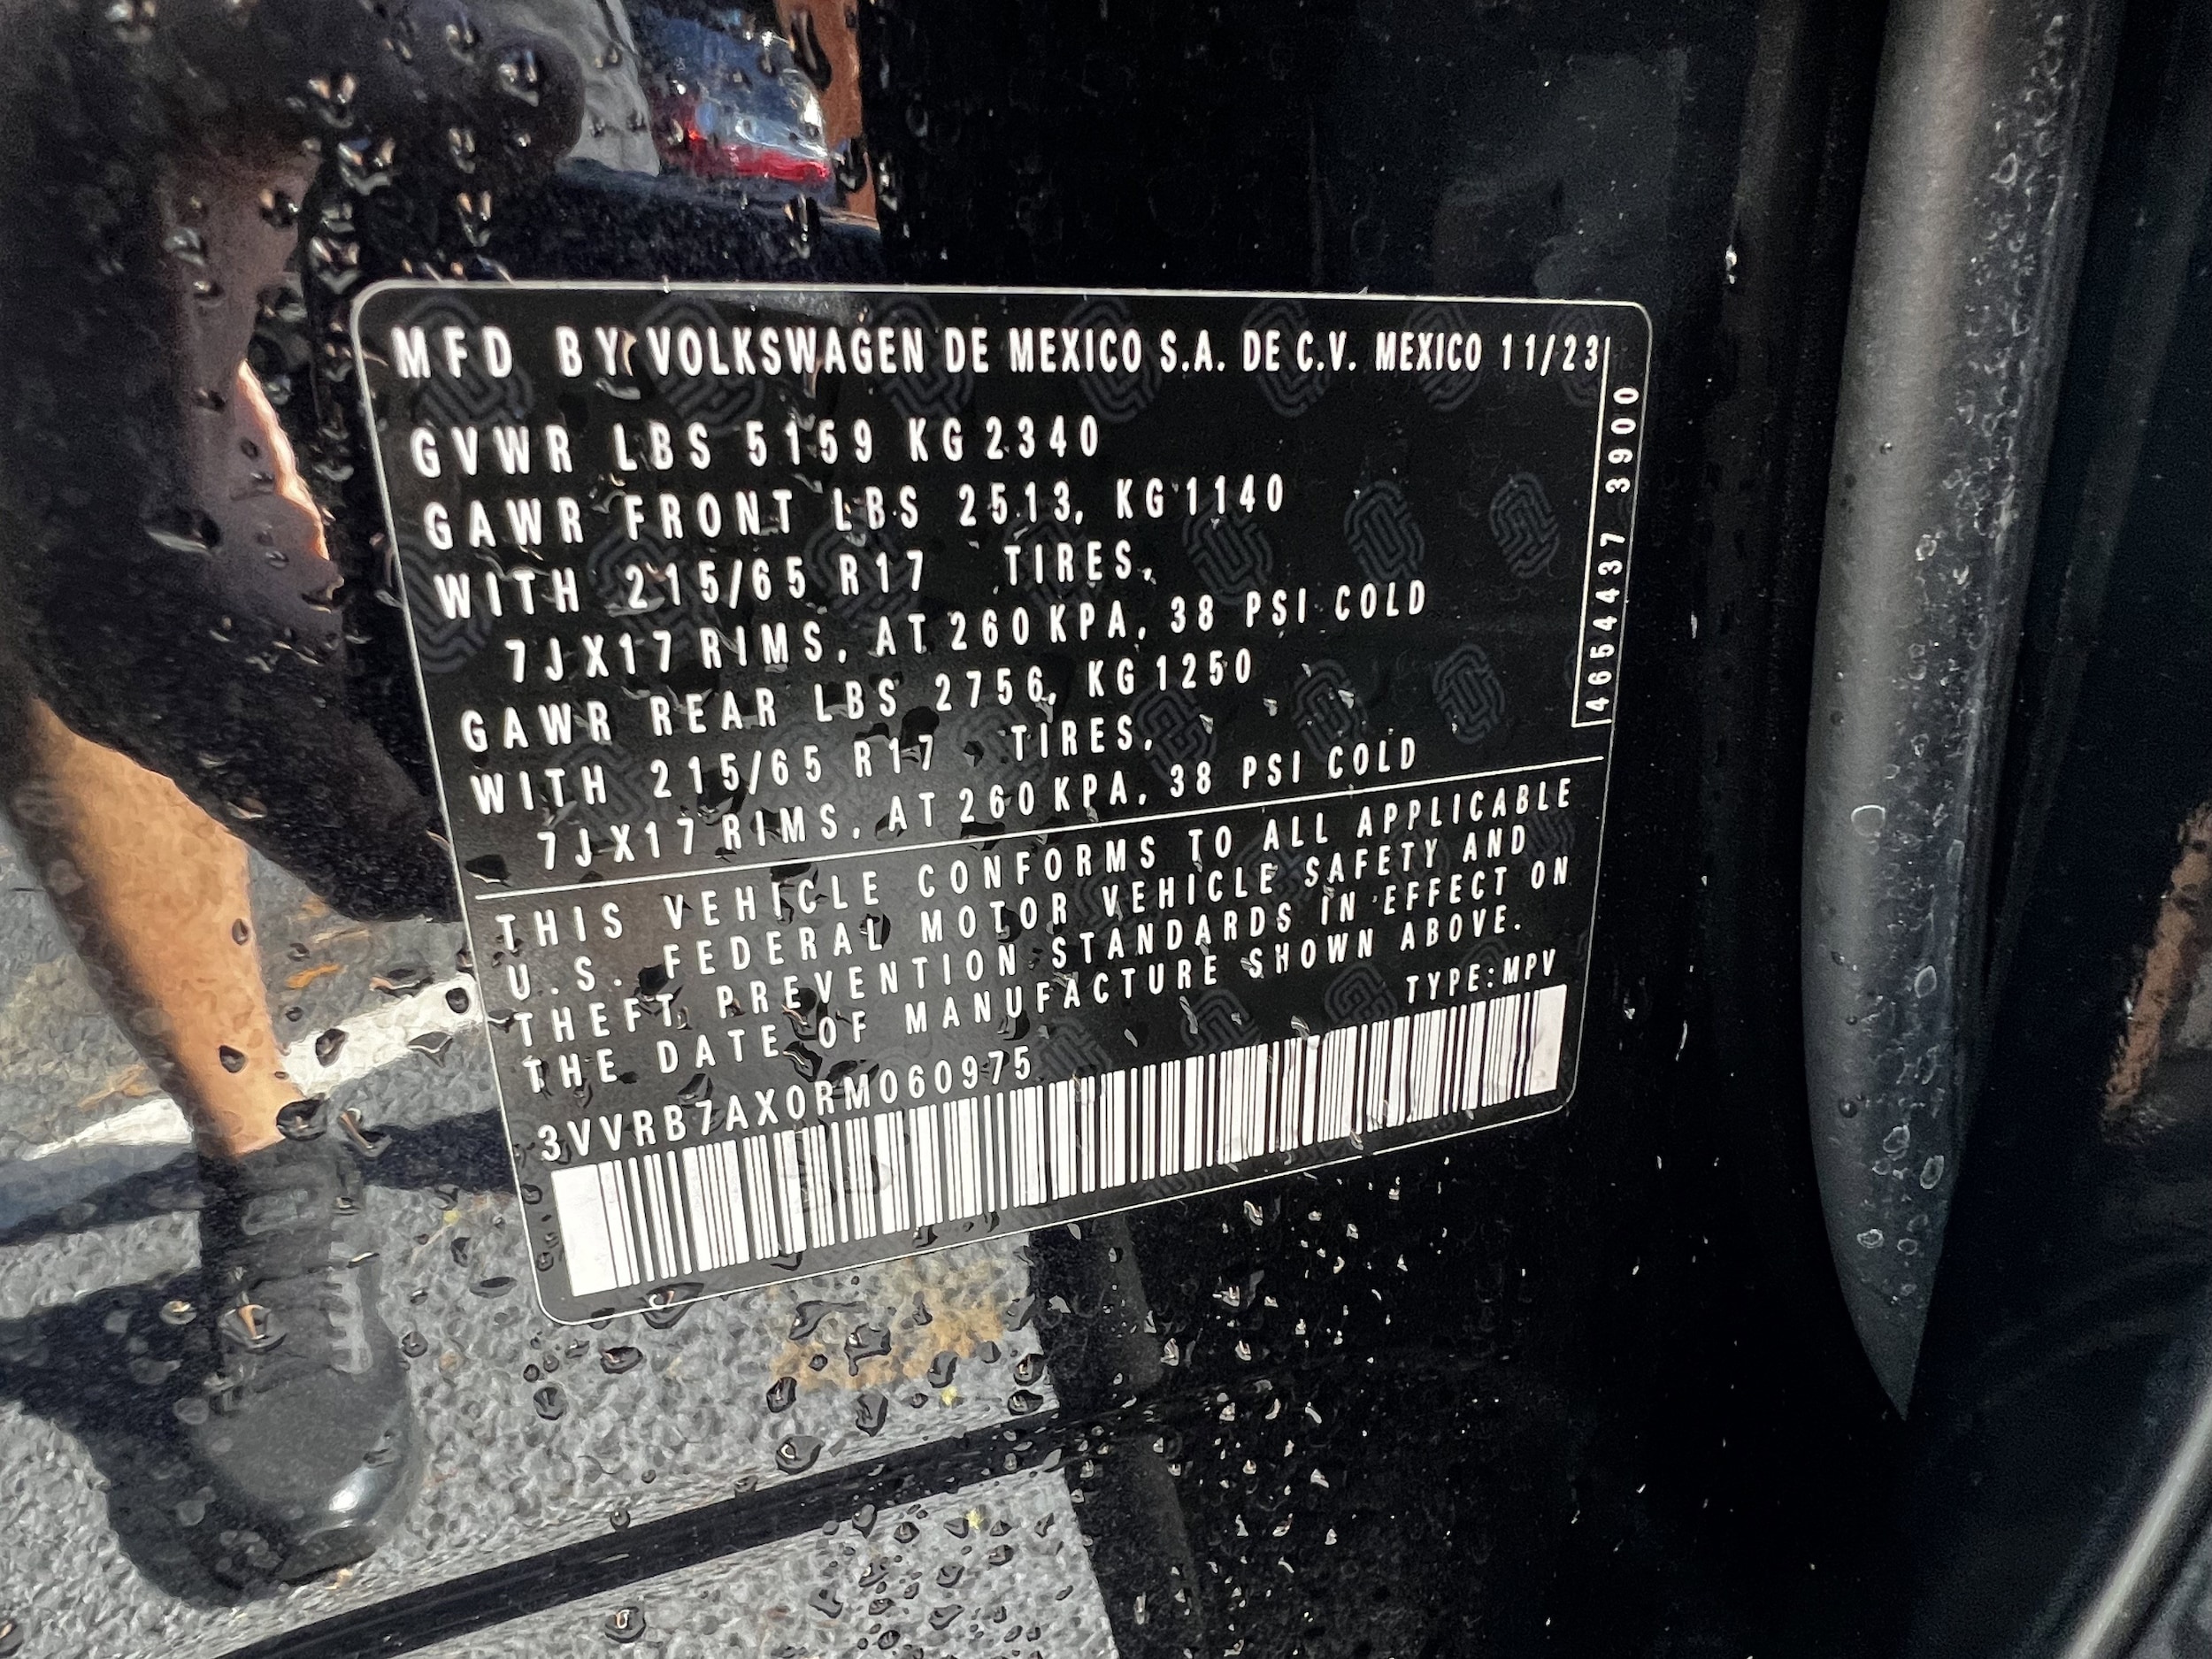 MFD BY VOLKSWAGEN DE MEXICO S.A. DE C.V. MEXICO 11/23
GVWR LBS 5159 KG 2340
GAWR FRONT LBS 2513, KG 1140
WITH 215/65 R17 TIRES,
7JX17 RIMS, AT 260 KPA, 38 PSI COLD
GAWR REAR LBS 2756, KG 1250
WITH 215/65 R17 TIRES,
7JX17 RIMS, AT 260 KPA, 38 PSI COLD
4654437 3900
THIS VEHICLE CONFORMS TO ALL APPLICABLE
U.S. FEDERAL MOTOR VEHICLE SAFETY AND
THEFT PREVENTION STANDARDS IN EFFECT ON
THE DATE OF MANUFACTURE SHOWN ABOVE.
TYPE:MPV
3VVRB7AX0RM060975